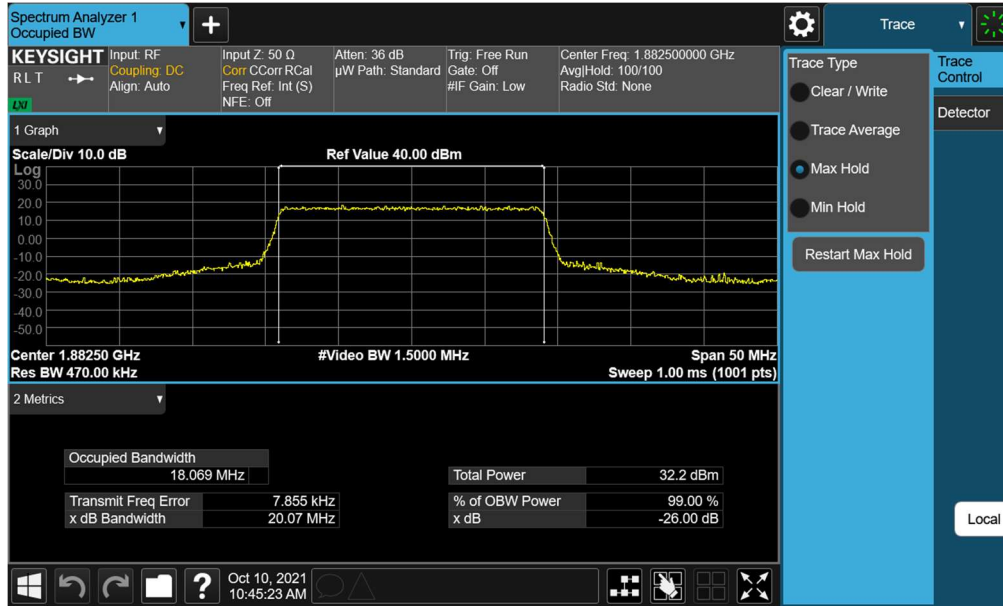 Spectrum Analyzer 1
Occupied BW
Trace
KEYSIGHT
RLT
LXI
Input: RF
Coupling: DC
Align: Auto
Input Z: 50 Ω
Corr CCorr RCal
Freq Ref: Int (S)
NFE: Off
Atten: 36 dB
µW Path: Standard
Trig: Free Run
Gate: Off
#IF Gain: Low
Center Freq: 1.882500000 GHz
Avg|Hold: 100/100
Radio Std: None
1 Graph
Scale/Div 10.0 dB
Ref Value 40.00 dBm
Log
30.0
20.0
10.0
0.00
-10.0
-20.0
-30.0
-40.0
-50.0
Center 1.88250 GHz
#Video BW 1.5000 MHz
Span 50 MHz
Res BW 470.00 kHz
Sweep 1.00 ms (1001 pts)
2 Metrics
Occupied Bandwidth
18.069 MHz
Total Power 32.2 dBm
Transmit Freq Error 7.855 kHz
% of OBW Power 99.00 %
x dB Bandwidth 20.07 MHz
x dB -26.00 dB
Trace Type
Clear / Write
Trace Average
Max Hold
Min Hold
Restart Max Hold
Trace
Control
Detector
Local
?
Oct 10, 2021
10:45:23 AM